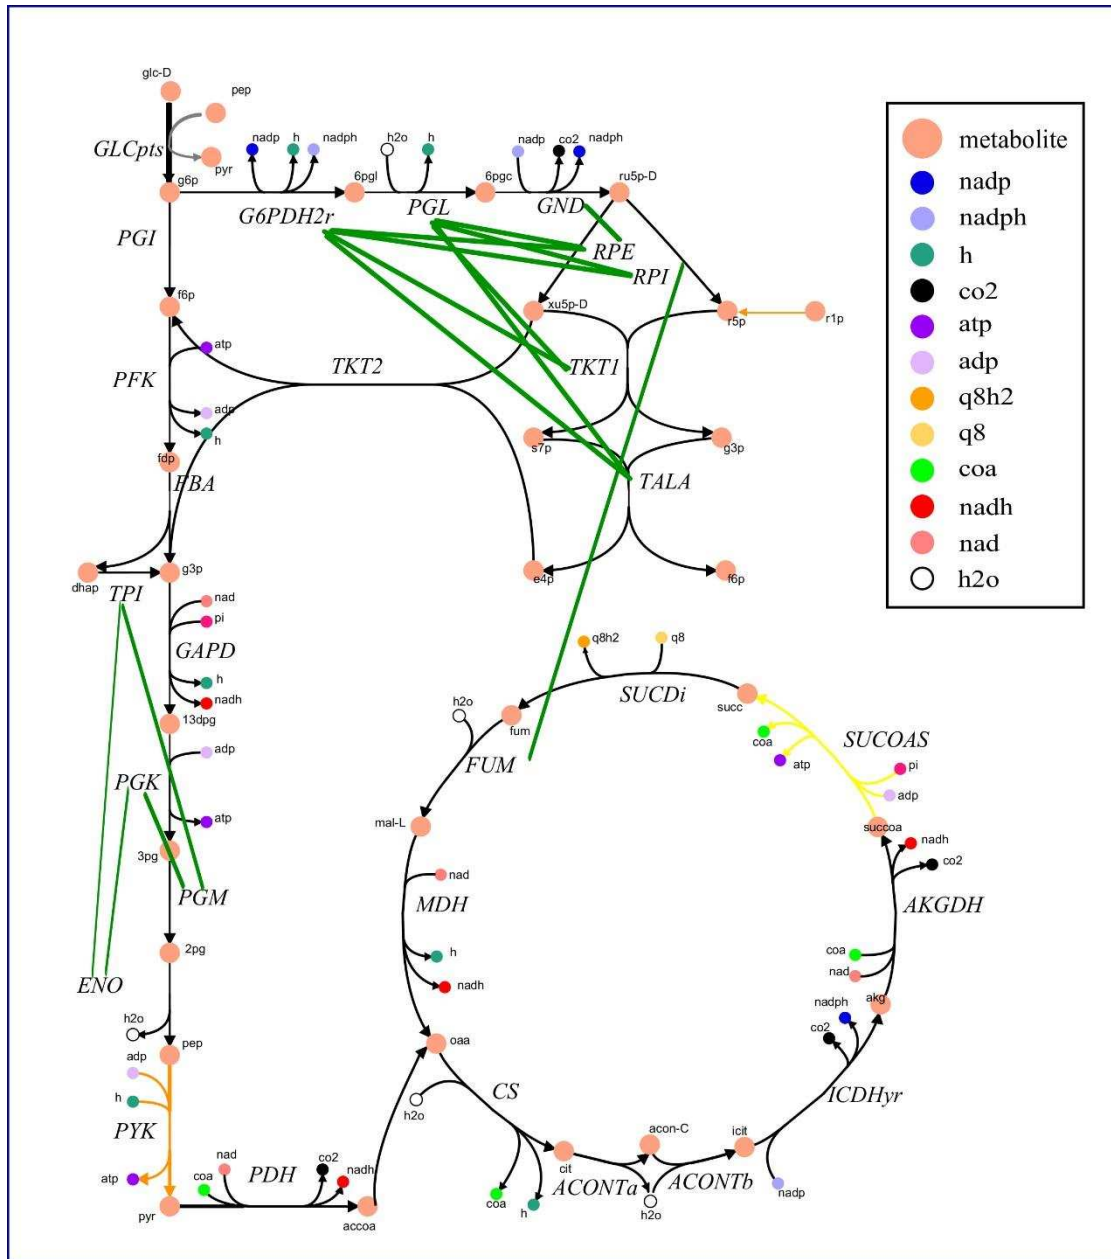 glc-D
pep
GLCpts
pyr
g6p
nadp
h
nadph
6pgl
h2o
h
6pgc
nadp
co2
nadph
ru5p-D
G6PDH2r
PGL
GND
RPE
RPI
PGI
f6p
xu5p-D
r5p
r1p
atp
PFK
adp
h
TKT2
TKT1
fdp
FBA
s7p
g3p
TALA
dhap
g3p
e4p
f6p
TPI
nad
pi
GAPD
h
nadh
13dpg
adp
PGK
atp
3pg
PGM
2pg
ENO
h2o
pep
adp
h
PYK
atp
pyr
coa
nad
PDH
co2
nadh
accoa
q8h2
q8
SUCDi
succ
fum
h2o
FUM
mal-L
nad
MDH
h
nadh
oaa
h2o
CS
coa
h
cit
ACONTa
acon-C
h2o
ACONTb
icit
nadp
ICDHyr
co2
nadph
akg
nad
coa
AKGDH
co2
nadh
succoa
adp
pi
SUCOAS
atp
coa
metabolite
nadp
nadph
h
co2
atp
adp
q8h2
q8
coa
nadh
nad
h2o